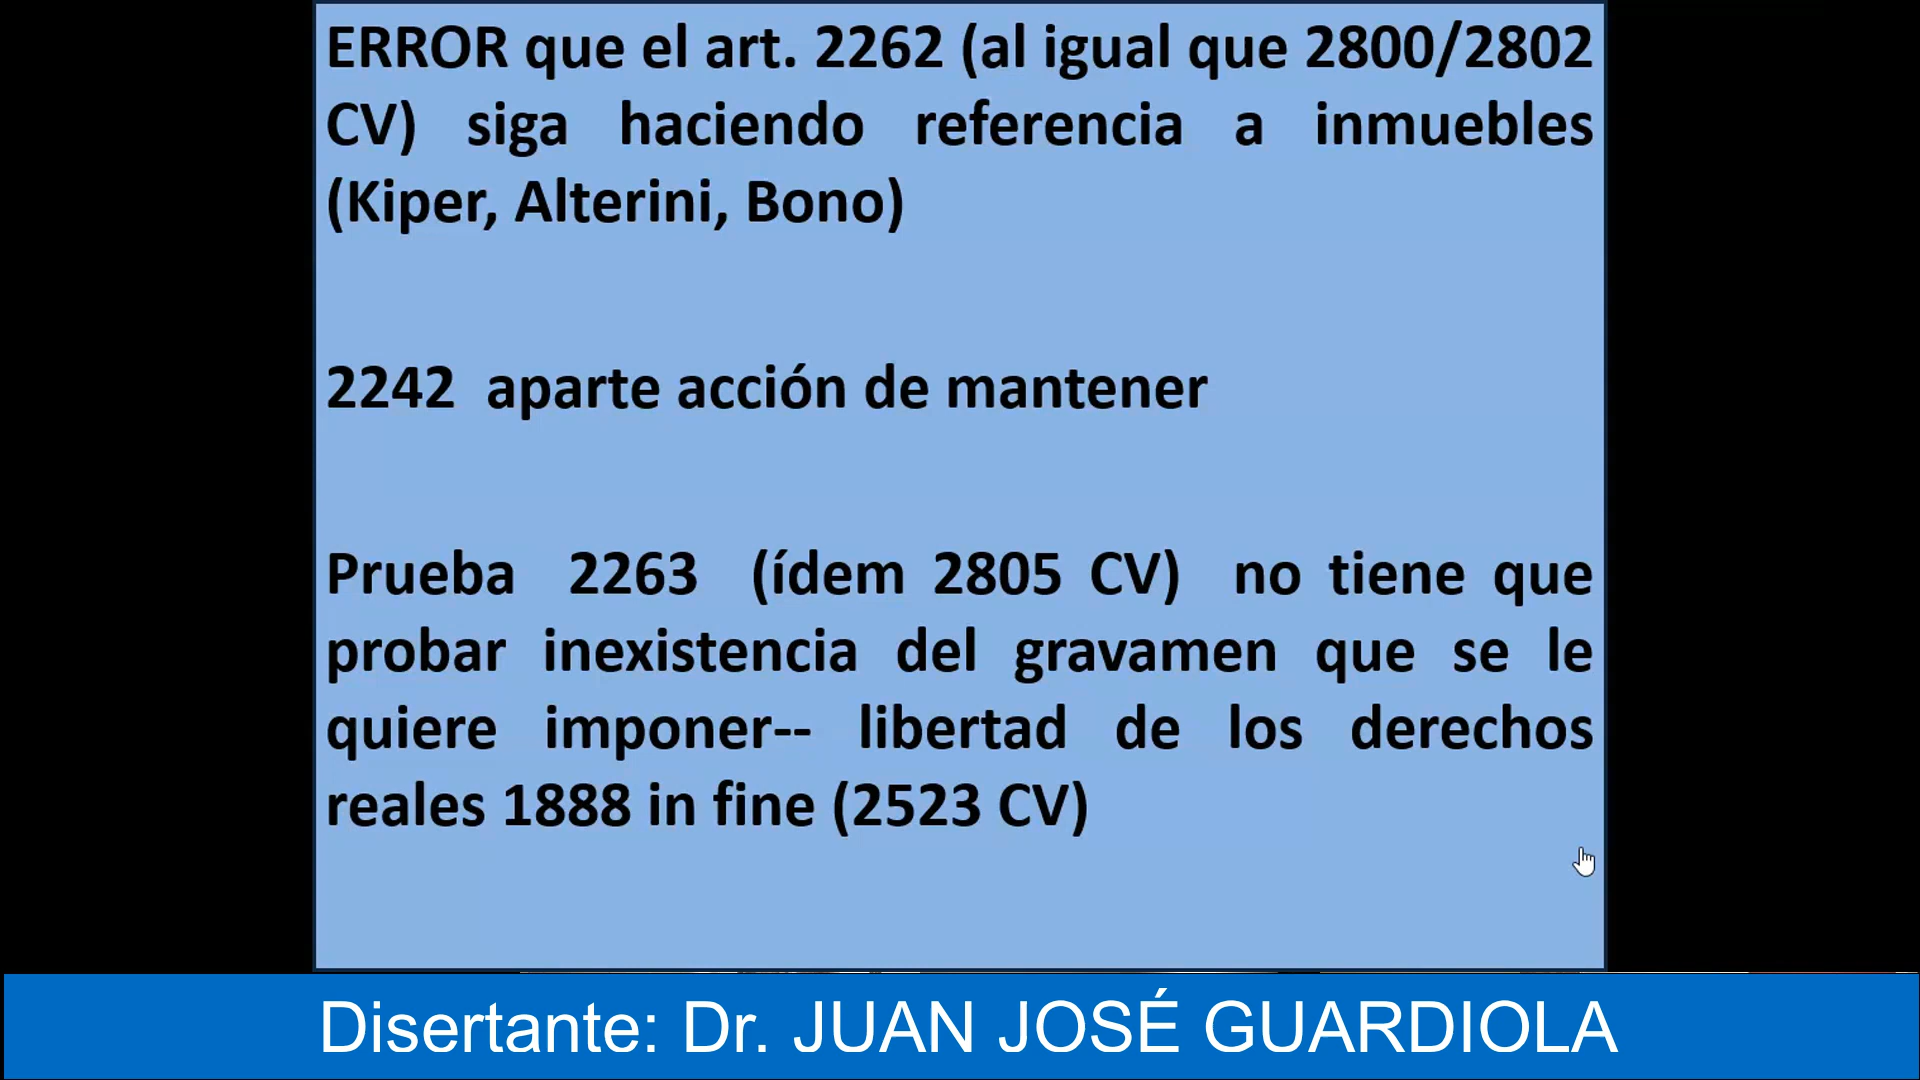 ERROR que el art. 2262 (al igual que 2800/2802
CV) siga haciendo referencia a inmuebles
(Kiper, Alterini, Bono)
2242 aparte acción de mantener
Prueba 2263 (ídem 2805 CV) no tiene que
probar inexistencia del gravamen que se le
quiere imponer-- libertad de los derechos
reales 1888 in fine (2523 CV)
Disertante: Dr. JUAN JOSÉ GUARDIOLA